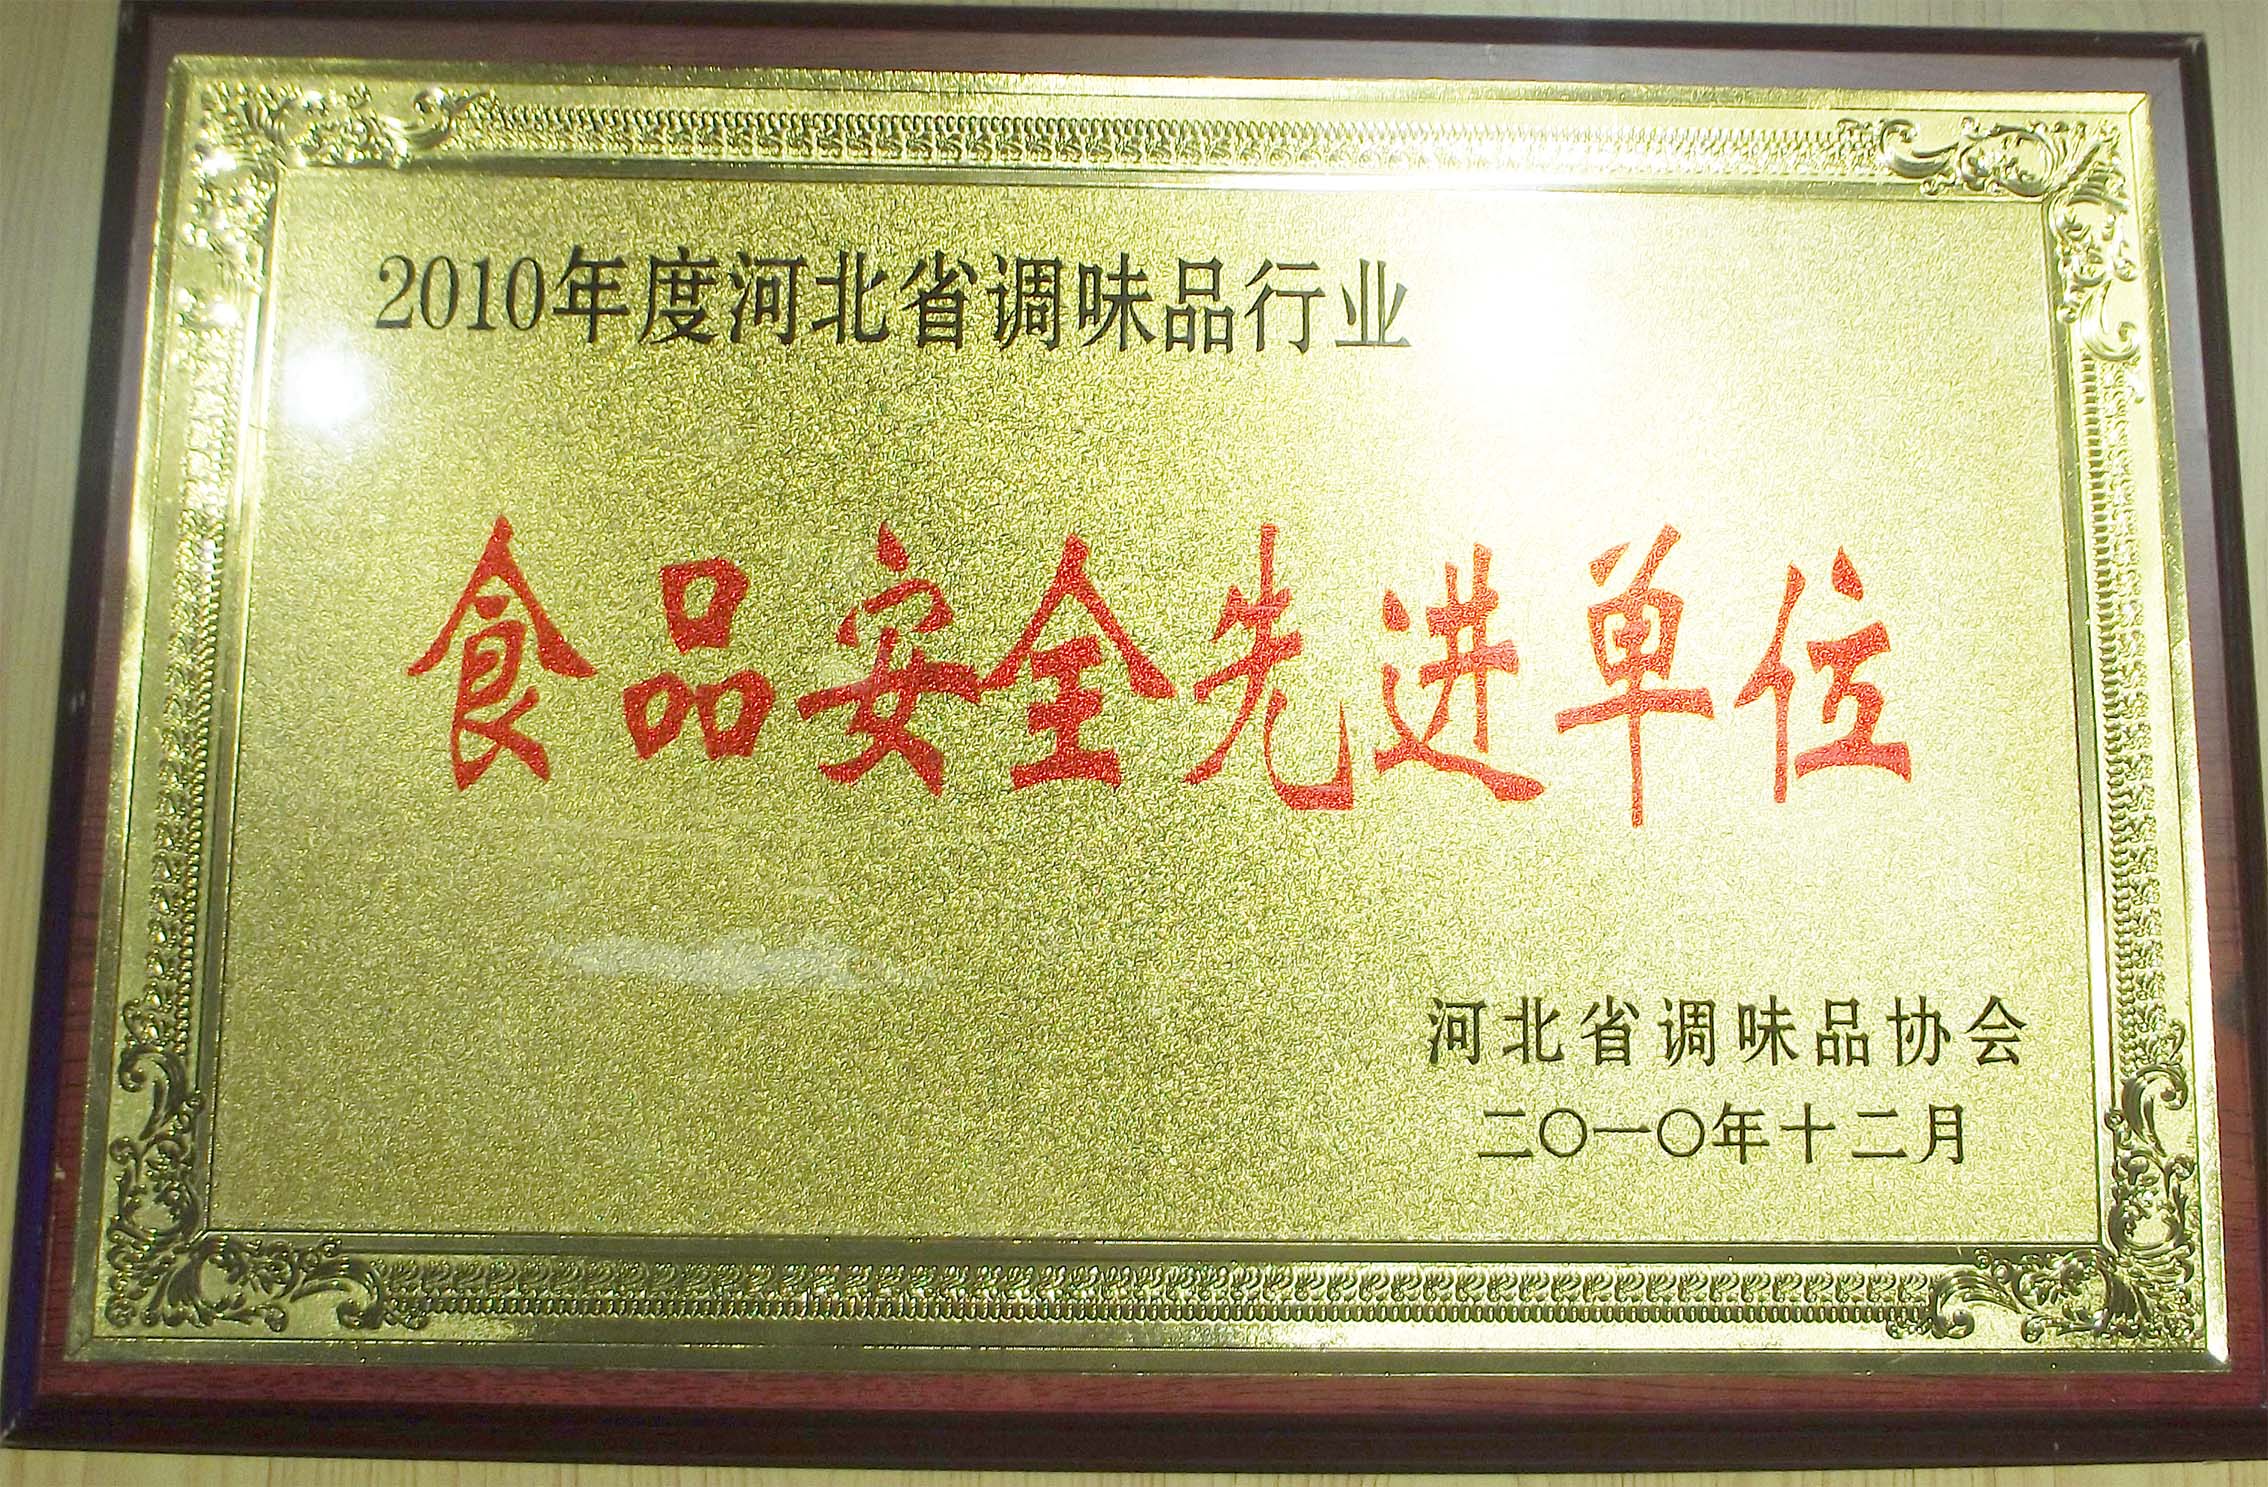 2010年度河北省调味品行业
食品安全先进单位
河北省调味品协会
二〇一〇年十二月